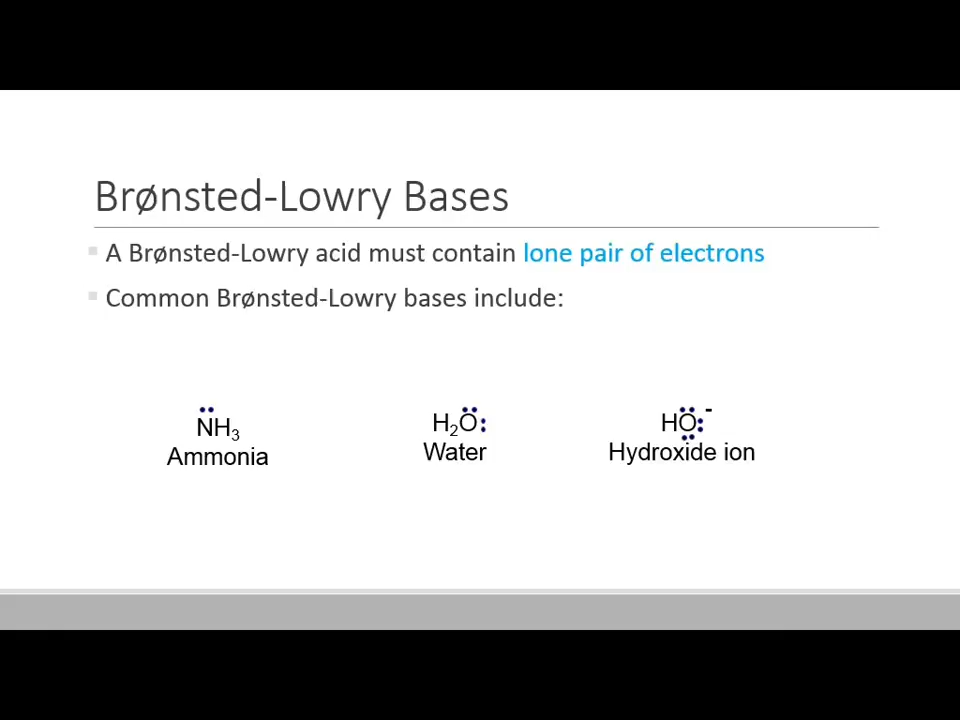 Brønsted-Lowry Bases
▪ A Brønsted-Lowry acid must contain lone pair of electrons
▪ Common Brønsted-Lowry bases include:
NH₃ H₂O HO⁻
Ammonia Water Hydroxide ion